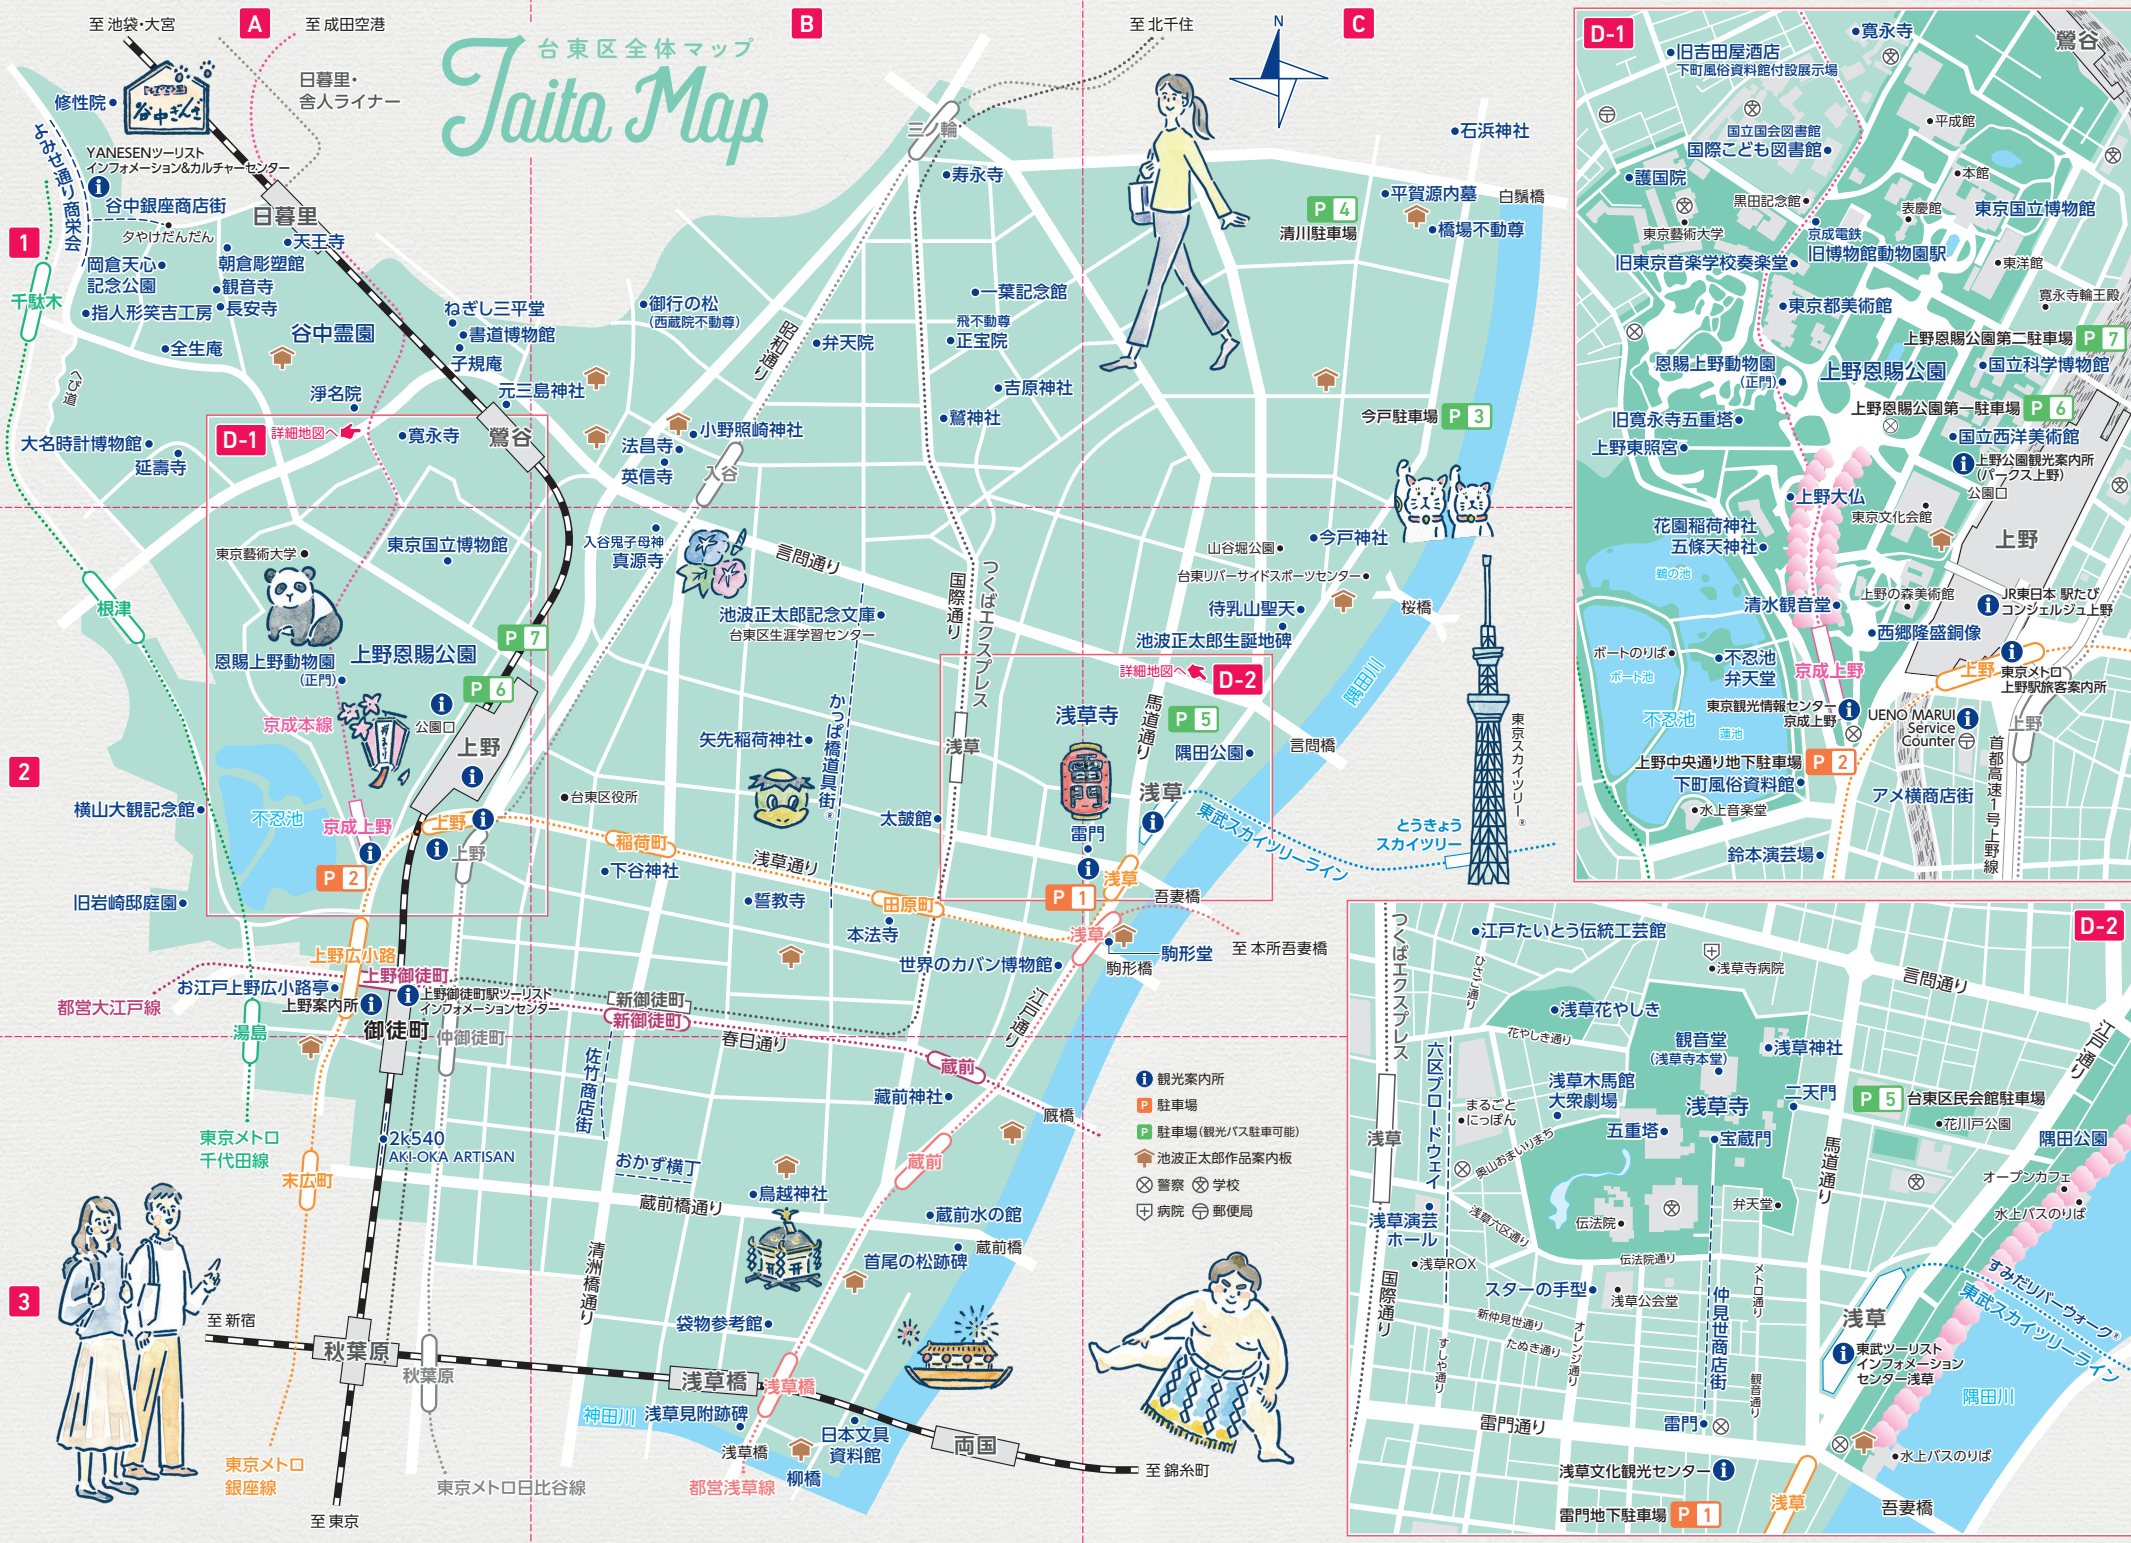 台東区全体マップ
Taito Map
A
B
C
1
2
3
N
至 池袋・大宮
至 成田空港
至 北千住
日暮里・
舎人ライナー
修性院
谷中ぎんざ
よみせ通り商栄会
YANESENツーリスト
インフォメーション&カルチャーセンター
谷中銀座商店街
夕やけだんだん
日暮里
天王寺
岡倉天心
記念公園
朝倉彫塑館
観音寺
長安寺
指人形笑吉工房
千駄木
全生庵
谷中霊園
へび道
浄名院
ねぎし三平堂
書道博物館
子規庵
元三島神社
大名時計博物館
延壽寺
D-1
詳細地図へ
寛永寺
鶯谷
東京藝術大学
東京国立博物館
根津
恩賜上野動物園
(正門)
上野恩賜公園
P 7
P 6
公園口
京成本線
上野
不忍池
京成上野
上野
上野
P 2
横山大観記念館
旧岩崎邸庭園
上野広小路
上野御徒町
都営大江戸線
お江戸上野広小路亭
上野案内所
上野御徒町駅ツーリスト
インフォメーションセンター
湯島
御徒町
仲御徒町
東京メトロ
千代田線
2k540
AKI-OKA ARTISAN
末広町
至 新宿
秋葉原
秋葉原
東京メトロ
銀座線
至 東京
東京メトロ日比谷線
三ノ輪
寿永寺
御行の松
(西蔵院不動尊)
昭和通り
弁天院
一葉記念館
飛不動尊
正宝院
吉原神社
鷲神社
小野照崎神社
法昌寺
英信寺
入谷
入谷鬼子母神
真源寺
言問通り
国際通り
つくばエクスプレス
池波正太郎記念文庫
台東区生涯学習センター
かっぱ橋道具街®
矢先稲荷神社
台東区役所
稲荷町
下谷神社
浅草通り
太鼓館
浅草
田原町
誓教寺
本法寺
世界のカバン博物館
新御徒町
新御徒町
春日通り
佐竹商店街
蔵前
蔵前神社
おかず横丁
鳥越神社
蔵前橋通り
蔵前
江戸通り
蔵前水の館
蔵前橋
首尾の松跡碑
清洲橋通り
袋物参考館
浅草橋
浅草橋
神田川
浅草見附跡碑
浅草橋
柳橋
日本文具
資料館
都営浅草線
両国
至 錦糸町
石浜神社
白鬚橋
平賀源内墓
橋場不動尊
P 4
清川駐車場
今戸駐車場 P 3
山谷堀公園
今戸神社
台東リバーサイドスポーツセンター
待乳山聖天
池波正太郎生誕地碑
桜橋
詳細地図へ
D-2
浅草寺
馬道通り
P 5
隅田公園
言問橋
隅田川
雷門
雷門
浅草
浅草
P 1
浅草
吾妻橋
駒形橋
駒形堂
至 本所吾妻橋
東武スカイツリーライン
とうきょう
スカイツリー
東京スカイツリー®
厩橋
観光案内所
P 駐車場
P 駐車場(観光バス駐車可能)
池波正太郎作品案内板
警察
学校
病院
郵便局
D-1
旧吉田屋酒店
下町風俗資料館付設展示場
寛永寺
鶯谷
国立国会図書館
国際こども図書館
平成館
護国院
本館
黒田記念館
表慶館
東京国立博物館
東京藝術大学
京成電鉄
旧博物館動物園駅
旧東京音楽学校奏楽堂
東洋館
寛永寺輪王殿
東京都美術館
上野恩賜公園第二駐車場 P 7
恩賜上野動物園
(正門)
上野恩賜公園
国立科学博物館
上野恩賜公園第一駐車場 P 6
旧寛永寺五重塔
上野東照宮
国立西洋美術館
上野公園観光案内所
(パークス上野)
公園口
上野大仏
東京文化会館
花園稲荷神社
五條天神社
上野
鵜の池
清水観音堂
上野の森美術館
JR東日本 駅たび
コンシェルジュ上野
西郷隆盛銅像
ボートのりば
ボート池
不忍池
弁天堂
京成上野
上野
東京メトロ
上野駅旅客案内所
不忍池
蓮池
東京観光情報センター
京成上野
UENO MARUI
Service
Counter
上野
上野中央通り地下駐車場 P 2
下町風俗資料館
水上音楽堂
アメ横商店街
首都高速1号上野線
鈴本演芸場
D-2
つくばエクスプレス
江戸たいとう伝統工芸館
ひさご通り
浅草寺病院
言問通り
浅草花やしき
花やしき通り
観音堂
(浅草寺本堂)
浅草神社
江戸通り
六区ブロードウェイ
浅草木馬館
大衆劇場
二天門
P 5 台東区民会館駐車場
まるごと
にっぽん
浅草寺
花川戸公園
浅草
五重塔
宝蔵門
隅田公園
奥山おまいりまち
馬道通り
オープンカフェ
弁天堂
水上バスのりば
浅草演芸
ホール
浅草六区通り
伝法院
伝法院通り
浅草ROX
国際通り
スターの手型
浅草公会堂
メトロ通り
仲見世商店街
すみだリバーウォーク®
東武スカイツリーライン
新仲見世通り
たぬき通り
すしや通り
オレンジ通り
観音通り
浅草
東武ツーリスト
インフォメーション
センター浅草
隅田川
雷門通り
雷門
水上バスのりば
浅草文化観光センター
雷門地下駐車場 P 1
浅草
吾妻橋